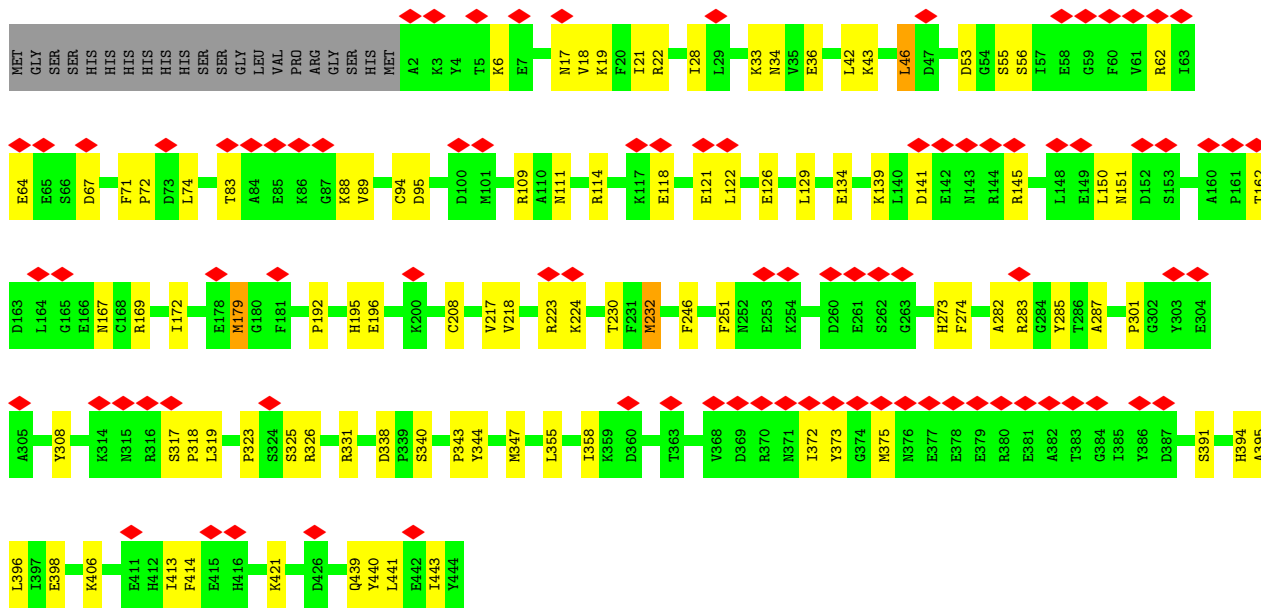 MET GLY SER SER HIS HIS HIS HIS HIS HIS SER SER GLY LEU VAL PRO ARG GLY SER HIS MET A2 K3 Y4 T5 K6 E7 N17 V18 K19 F20 I21 R22 I28 L29 K33 N34 V35 E36 L42 K43 L46 D47 D53 G54 S55 S56 I57 E58 G59 F60 V61 R62 I63
E64 E65 S66 D67 F71 P72 D73 L74 T83 A84 E85 K86 G87 K88 V89 C94 D95 D100 M101 R109 A110 N111 R114 K117 E118 E121 L122 E126 L129 E134 K139 L140 D141 E142 N143 R144 R145 L148 E149 L150 N151 D152 S153 A160 P161 T162
D163 L164 G165 E166 N167 C168 R169 I172 E178 M179 G180 F181 P192 H195 E196 K200 C208 V217 V218 R223 K224 T230 F231 M232 F246 F251 N252 E253 K254 D260 E261 S262 G263 H273 F274 A282 R283 G284 Y285 T286 A287 P301 G302 Y303 E304
A305 Y308 K314 N315 R316 S317 P318 L319 P323 S324 S325 R326 R331 D338 P339 S340 P343 Y344 M347 L355 I358 K359 D360 T363 V368 D369 R370 N371 I372 Y373 G374 M375 N376 E377 E378 E379 R380 E381 A382 T383 G384 I385 Y386 D387 S391 H394 A395
L396 I397 E398 K406 E411 H412 I413 F414 E415 H416 K421 D426 Q439 Y440 L441 E442 I443 Y444